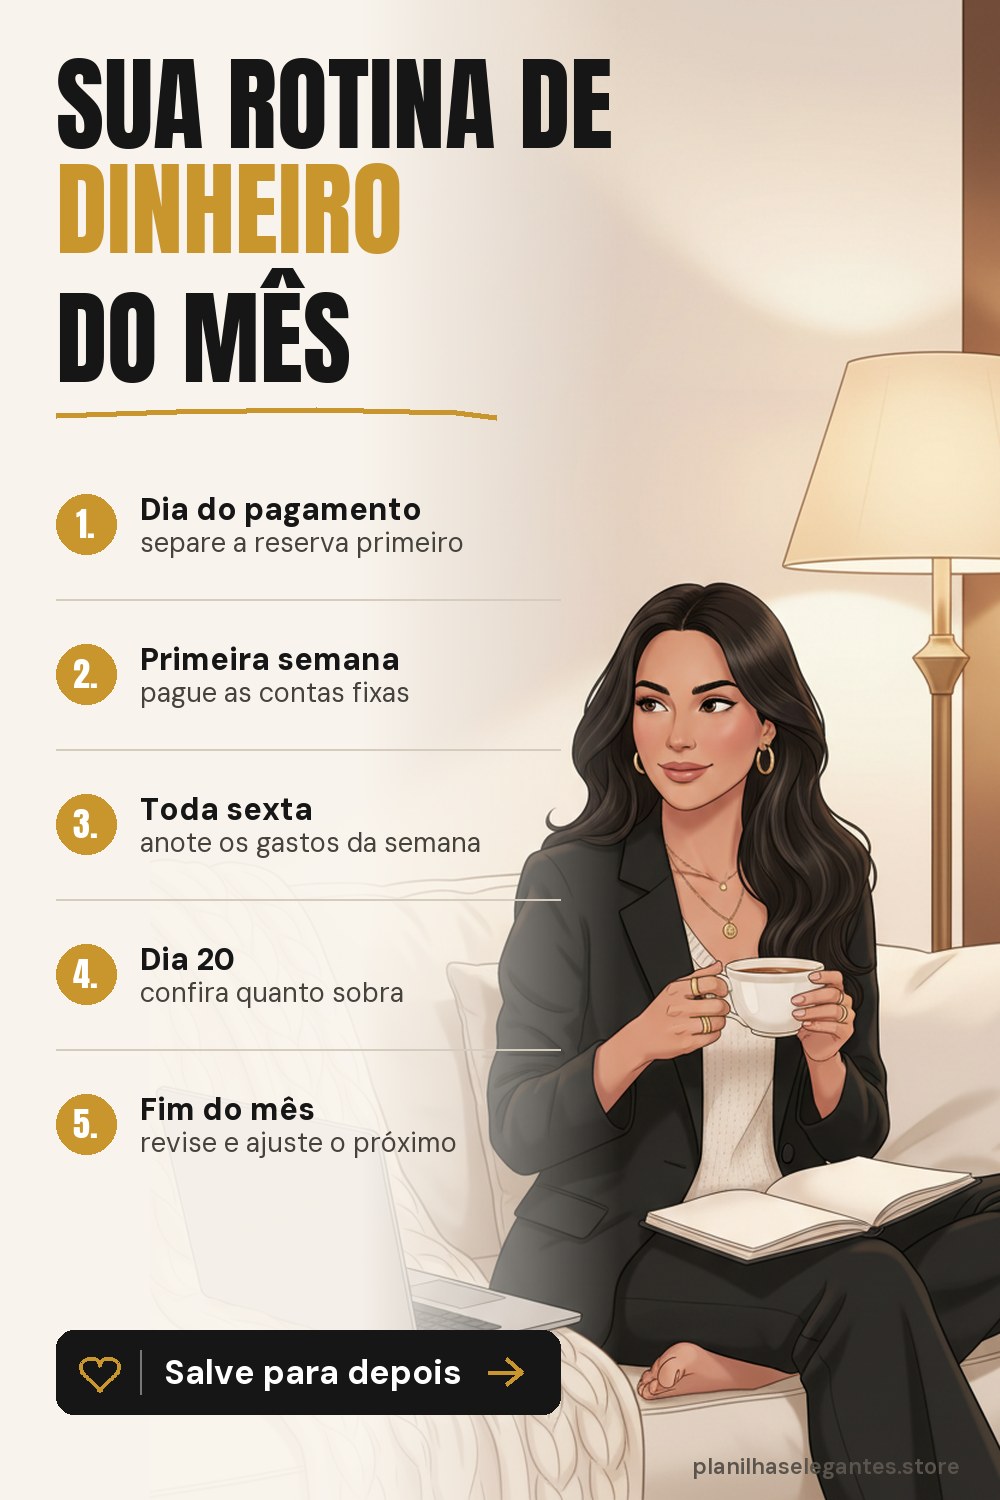 SUA ROTINA DE
DINHEIRO
DO MÊS
1. Dia do pagamento
separe a reserva primeiro
2. Primeira semana
pague as contas fixas
3. Toda sexta
anote os gastos da semana
4. Dia 20
confira quanto sobra
5. Fim do mês
revise e ajuste o próximo
Salve para depois
planilhaselegantes.store